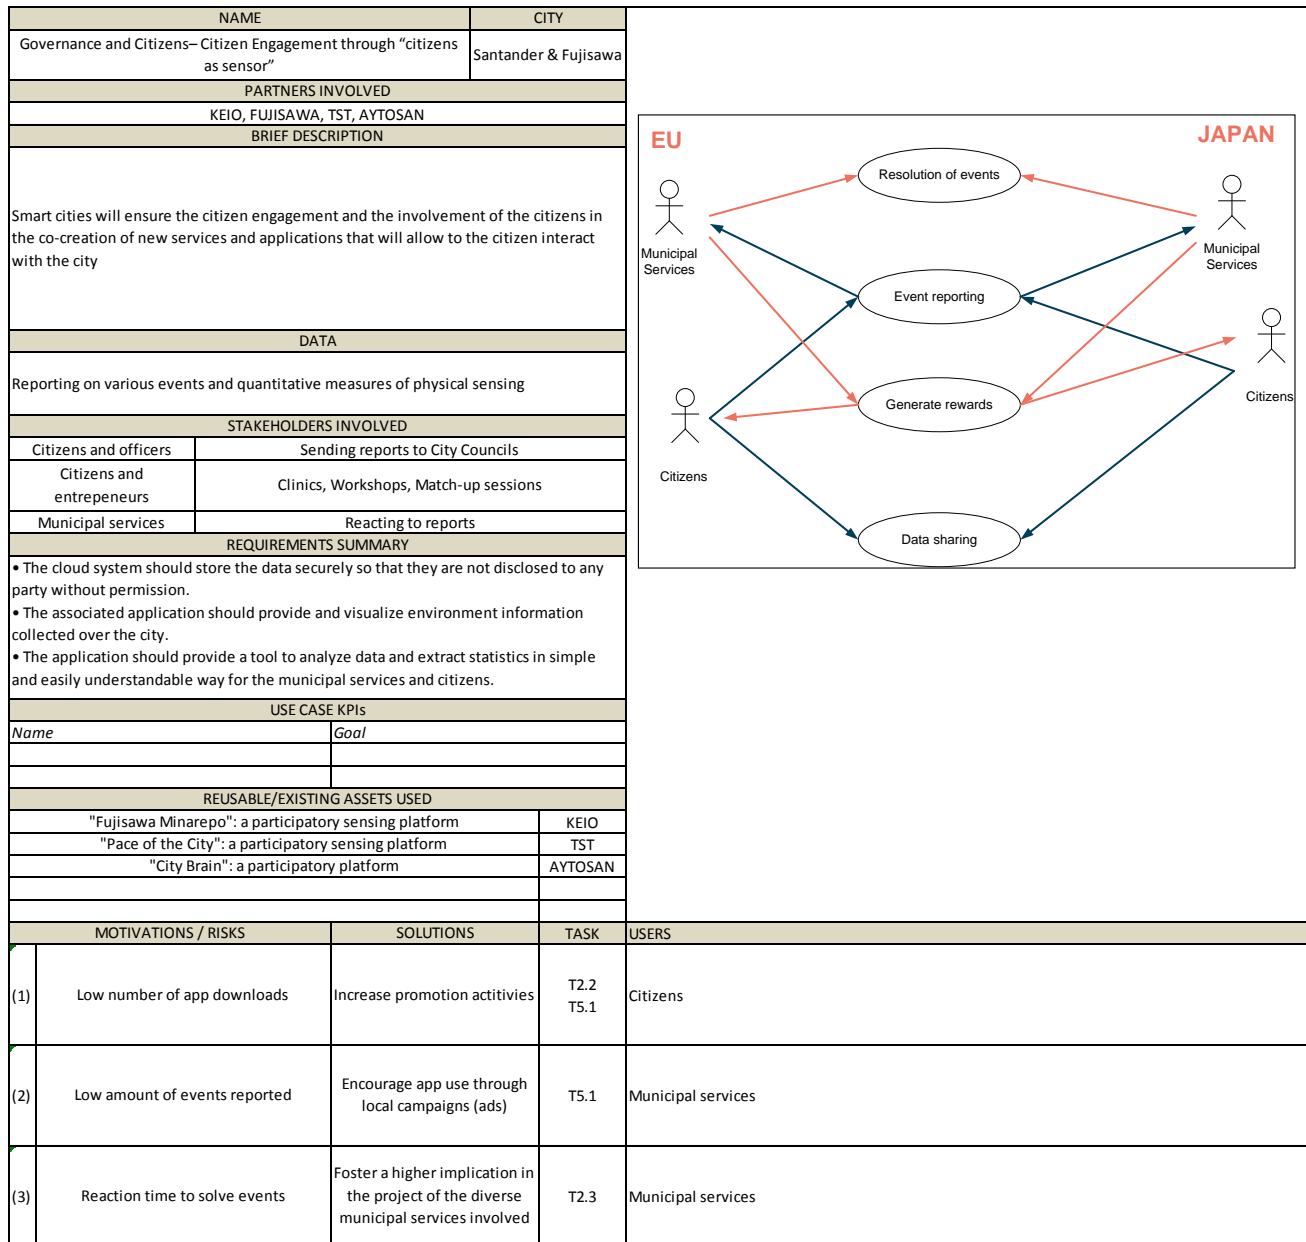 NAME CITY
Governance and Citizens– Citizen Engagement through “citizens
as sensor”
Santander & Fujisawa
PARTNERS INVOLVED
KEIO, FUJISAWA, TST, AYTOSAN
BRIEF DESCRIPTION
Smart cities will ensure the citizen engagement and the involvement of the citizens in
the co-creation of new services and applications that will allow to the citizen interact
with the city
DATA
Reporting on various events and quantitative measures of physical sensing
STAKEHOLDERS INVOLVED
Citizens and officers Sending reports to City Councils
Citizens and
entrepeneurs
Clinics, Workshops, Match-up sessions
Municipal services Reacting to reports
REQUIREMENTS SUMMARY
• The cloud system should store the data securely so that they are not disclosed to any
party without permission.
• The associated application should provide and visualize environment information
collected over the city.
• The application should provide a tool to analyze data and extract statistics in simple
and easily understandable way for the municipal services and citizens.
USE CASE KPIs
Name Goal
REUSABLE/EXISTING ASSETS USED
"Fujisawa Minarepo": a participatory sensing platform KEIO
"Pace of the City": a participatory sensing platform TST
"City Brain": a participatory platform AYTOSAN
EU
JAPAN
Resolution of events
Municipal
Services
Municipal
Services
Event reporting
Generate rewards
Citizens
Citizens
Data sharing
MOTIVATIONS / RISKS SOLUTIONS TASK USERS
(1) Low number of app downloads Increase promotion actitivies
T2.2
T5.1
Citizens
(2) Low amount of events reported
Encourage app use through
local campaigns (ads)
T5.1 Municipal services
(3) Reaction time to solve events
Foster a higher implication in
the project of the diverse
municipal services involved
T2.3 Municipal services